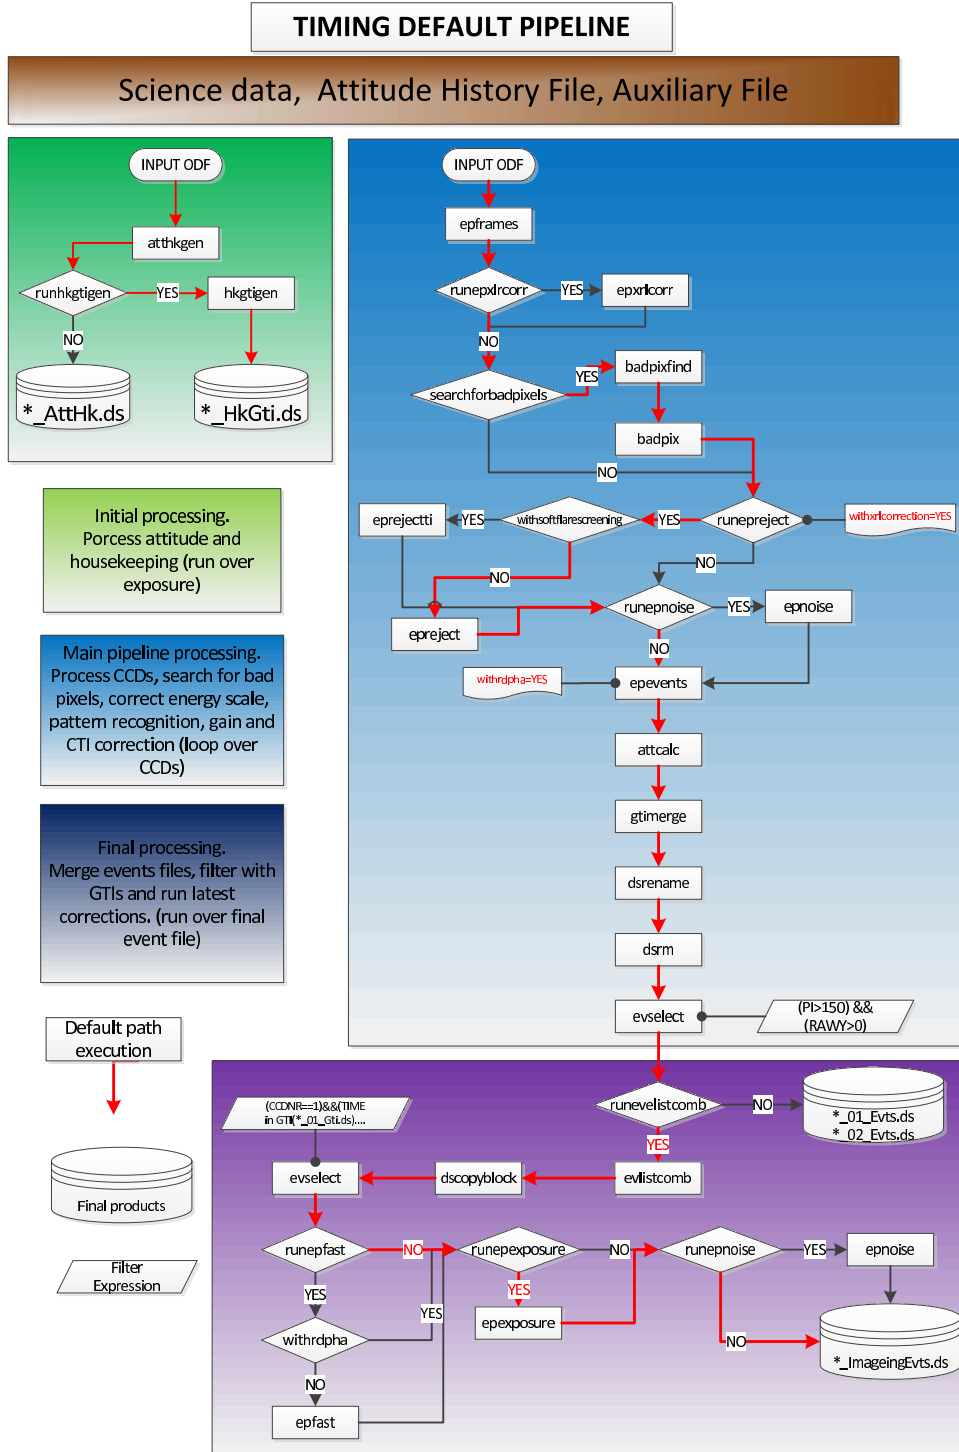 TIMING DEFAULT PIPELINE
Science data, Attitude History File, Auxiliary File
INPUT ODF
atthkgen
runhkgtigen
YES
hkgtigen
NO
*_AttHk.ds
*_HkGti.ds
Initial processing.
Porcess attitude and
housekeeping (run over
exposure)
Main pipeline processing.
Process CCDs, search for bad
pixels, correct energy scale,
pattern recognition, gain and
CTI correction (loop over
CCDs)
Final processing.
Merge events files, filter with
GTIs and run latest
corrections. (run over final
event file)
Default path
execution
Final products
Filter
Expression
INPUT ODF
epframes
runepxlrcorr
YES
epxrlcorr
NO
searchforbadpixels
YES
badpixfind
badpix
NO
eprejectti
YES
withsoftflarescreening
YES
runepreject
withxrlcorrection=YES
NO
NO
epreject
runepnoise
YES
epnoise
NO
withrdpha=YES
epevents
attcalc
gtimerge
dsrename
dsrm
evselect
(PI>150) &&
(RAWY>0)
runevelistcomb
NO
*_01_Evts.ds
*_02_Evts.ds
(CCDNR==1)&&(TIME
in GTI(*_01_Gti.ds)....
YES
evselect
dscopyblock
evlistcomb
runepfast
NO
runepexposure
NO
runepnoise
YES
epnoise
YES
YES
YES
epexposure
withrdpha
NO
*_ImageingEvts.ds
NO
epfast